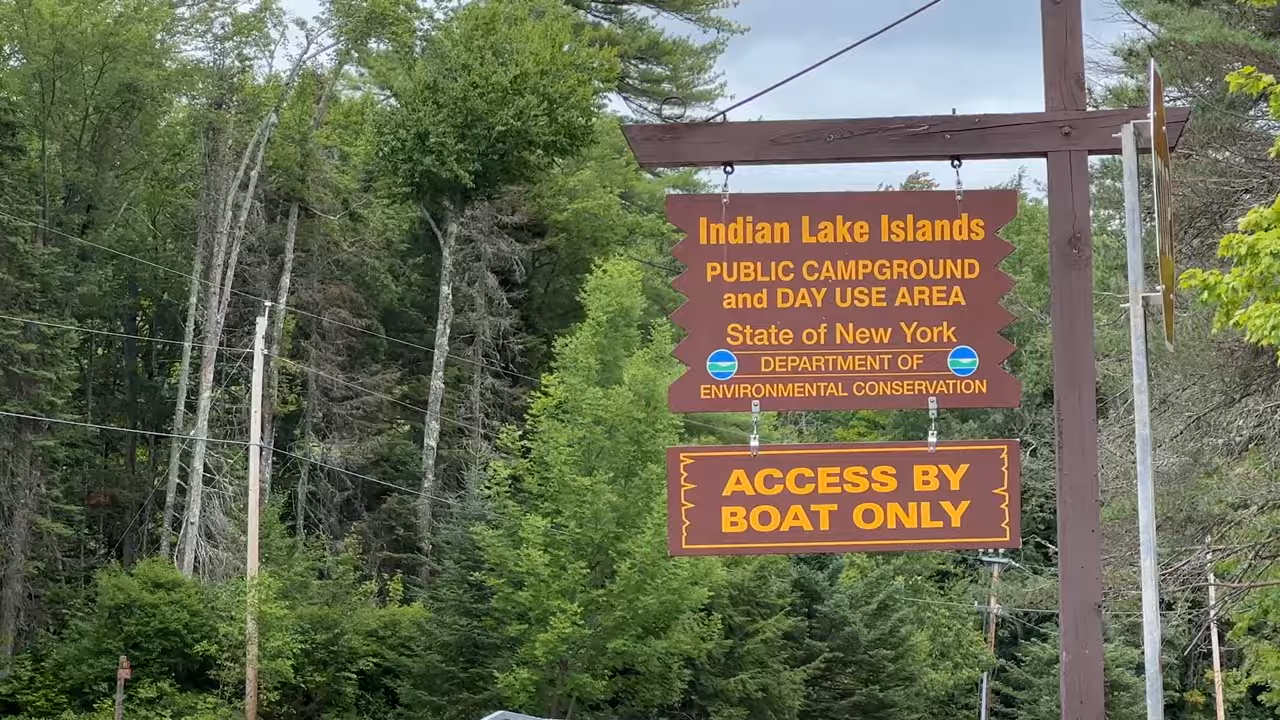 Indian Lake Islands
PUBLIC CAMPGROUND
and DAY USE AREA
State of New York
DEPARTMENT OF
ENVIRONMENTAL CONSERVATION
ACCESS BY
BOAT ONLY